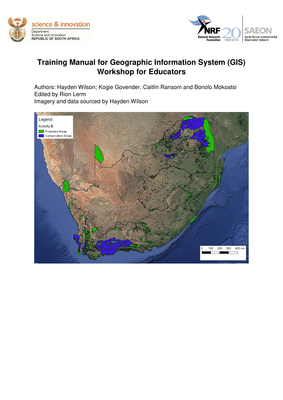 science & innovation
Department:
Science and Innovation
REPUBLIC OF SOUTH AFRICA
NRF
National Research
Foundation
20
SAEON
South African Environmental
Observation Network
Training Manual for Geographic Information System (GIS)
Workshop for Educators
Authors: Hayden Wilson; Kogie Govender, Caitlin Ransom and Bonolo Mokoatsi
Edited by Rion Lerm
Imagery and data sourced by Hayden Wilson
Legend
Activity B
Protected Areas
Conservation Areas
0 100 200 300 400 km